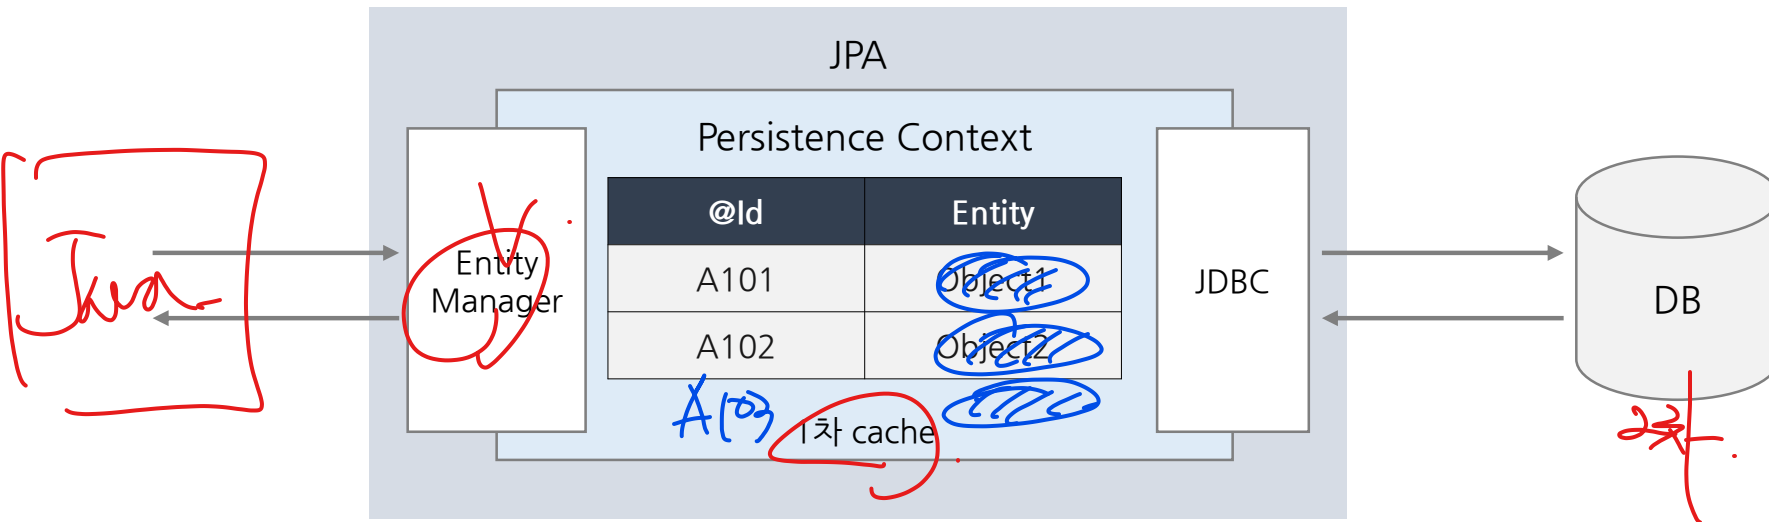 JPA
Persistence Context
@Id Entity
A101 Object1
A102 Object2
A103
1차 cache
Java
Entity
Manager
JDBC
DB
2차